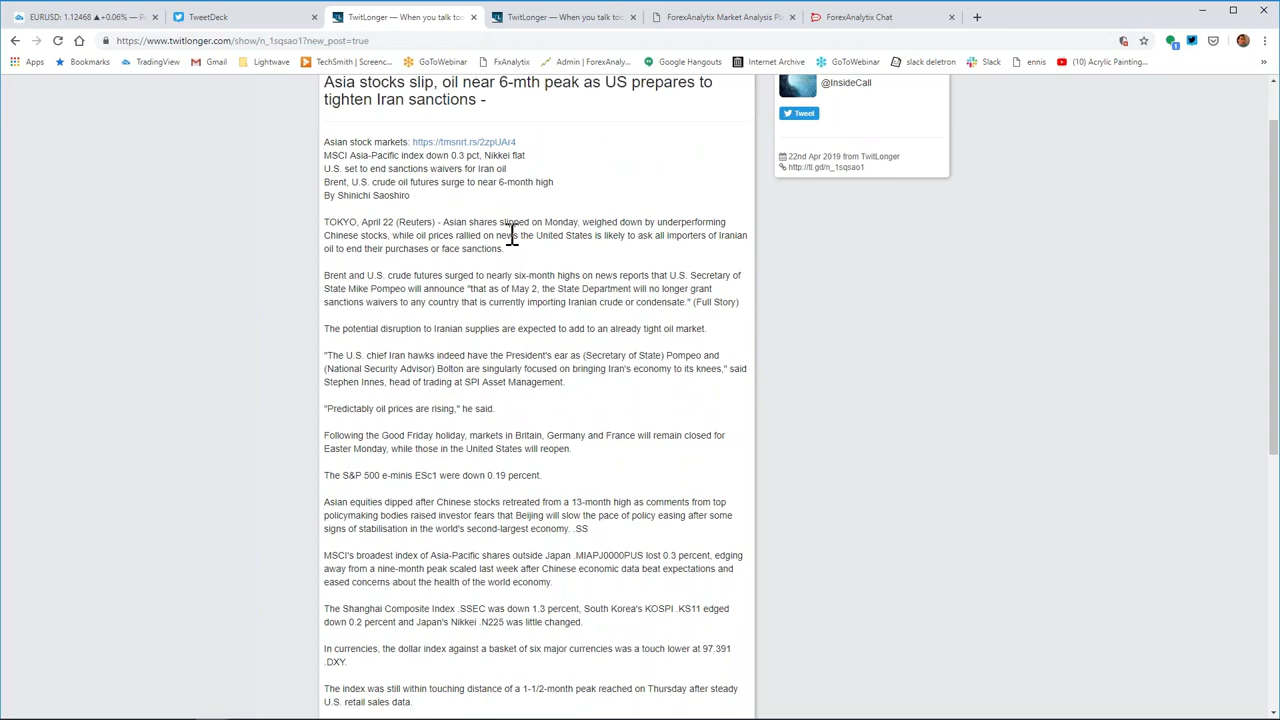 EURUSD: 1.12468 ▲+0.06% — P
TweetDeck
TwitLonger — When you talk too
TwitLonger — When you talk too
ForexAnalytix Market Analysis Pl
ForexAnalytix Chat
https://www.twitlonger.com/show/n_1sqsao1?new_post=true
Apps
Bookmarks
TradingView
Gmail
Lightwave
TechSmith | Screenc...
GoToWebinar
FxAnalytix
Admin | ForexAnaly...
Google Hangouts
Internet Archive
GoToWebinar
slack deletron
Slack
ennis
(10) Acrylic Painting...
Asia stocks slip, oil near 6-mth peak as US prepares to
tighten Iran sanctions -
@InsideCall
Tweet
22nd Apr 2019 from TwitLonger
http://tl.gd/n_1sqsao1
Asian stock markets: https://tmsnrt.rs/2zpUAr4
MSCI Asia-Pacific index down 0.3 pct, Nikkei flat
U.S. set to end sanctions waivers for Iran oil
Brent, U.S. crude oil futures surge to near 6-month high
By Shinichi Saoshiro
TOKYO, April 22 (Reuters) - Asian shares slipped on Monday, weighed down by underperforming
Chinese stocks, while oil prices rallied on news the United States is likely to ask all importers of Iranian
oil to end their purchases or face sanctions.
Brent and U.S. crude futures surged to nearly six-month highs on news reports that U.S. Secretary of
State Mike Pompeo will announce "that as of May 2, the State Department will no longer grant
sanctions waivers to any country that is currently importing Iranian crude or condensate." (Full Story)
The potential disruption to Iranian supplies are expected to add to an already tight oil market.
"The U.S. chief Iran hawks indeed have the President's ear as (Secretary of State) Pompeo and
(National Security Advisor) Bolton are singularly focused on bringing Iran's economy to its knees," said
Stephen Innes, head of trading at SPI Asset Management.
"Predictably oil prices are rising," he said.
Following the Good Friday holiday, markets in Britain, Germany and France will remain closed for
Easter Monday, while those in the United States will reopen.
The S&P 500 e-minis ESc1 were down 0.19 percent.
Asian equities dipped after Chinese stocks retreated from a 13-month high as comments from top
policymaking bodies raised investor fears that Beijing will slow the pace of policy easing after some
signs of stabilisation in the world's second-largest economy. .SS
MSCI's broadest index of Asia-Pacific shares outside Japan .MIAPJ0000PUS lost 0.3 percent, edging
away from a nine-month peak scaled last week after Chinese economic data beat expectations and
eased concerns about the health of the world economy.
The Shanghai Composite Index .SSEC was down 1.3 percent, South Korea's KOSPI .KS11 edged
down 0.2 percent and Japan's Nikkei .N225 was little changed.
In currencies, the dollar index against a basket of six major currencies was a touch lower at 97.391
.DXY.
The index was still within touching distance of a 1-1/2-month peak reached on Thursday after steady
U.S. retail sales data.